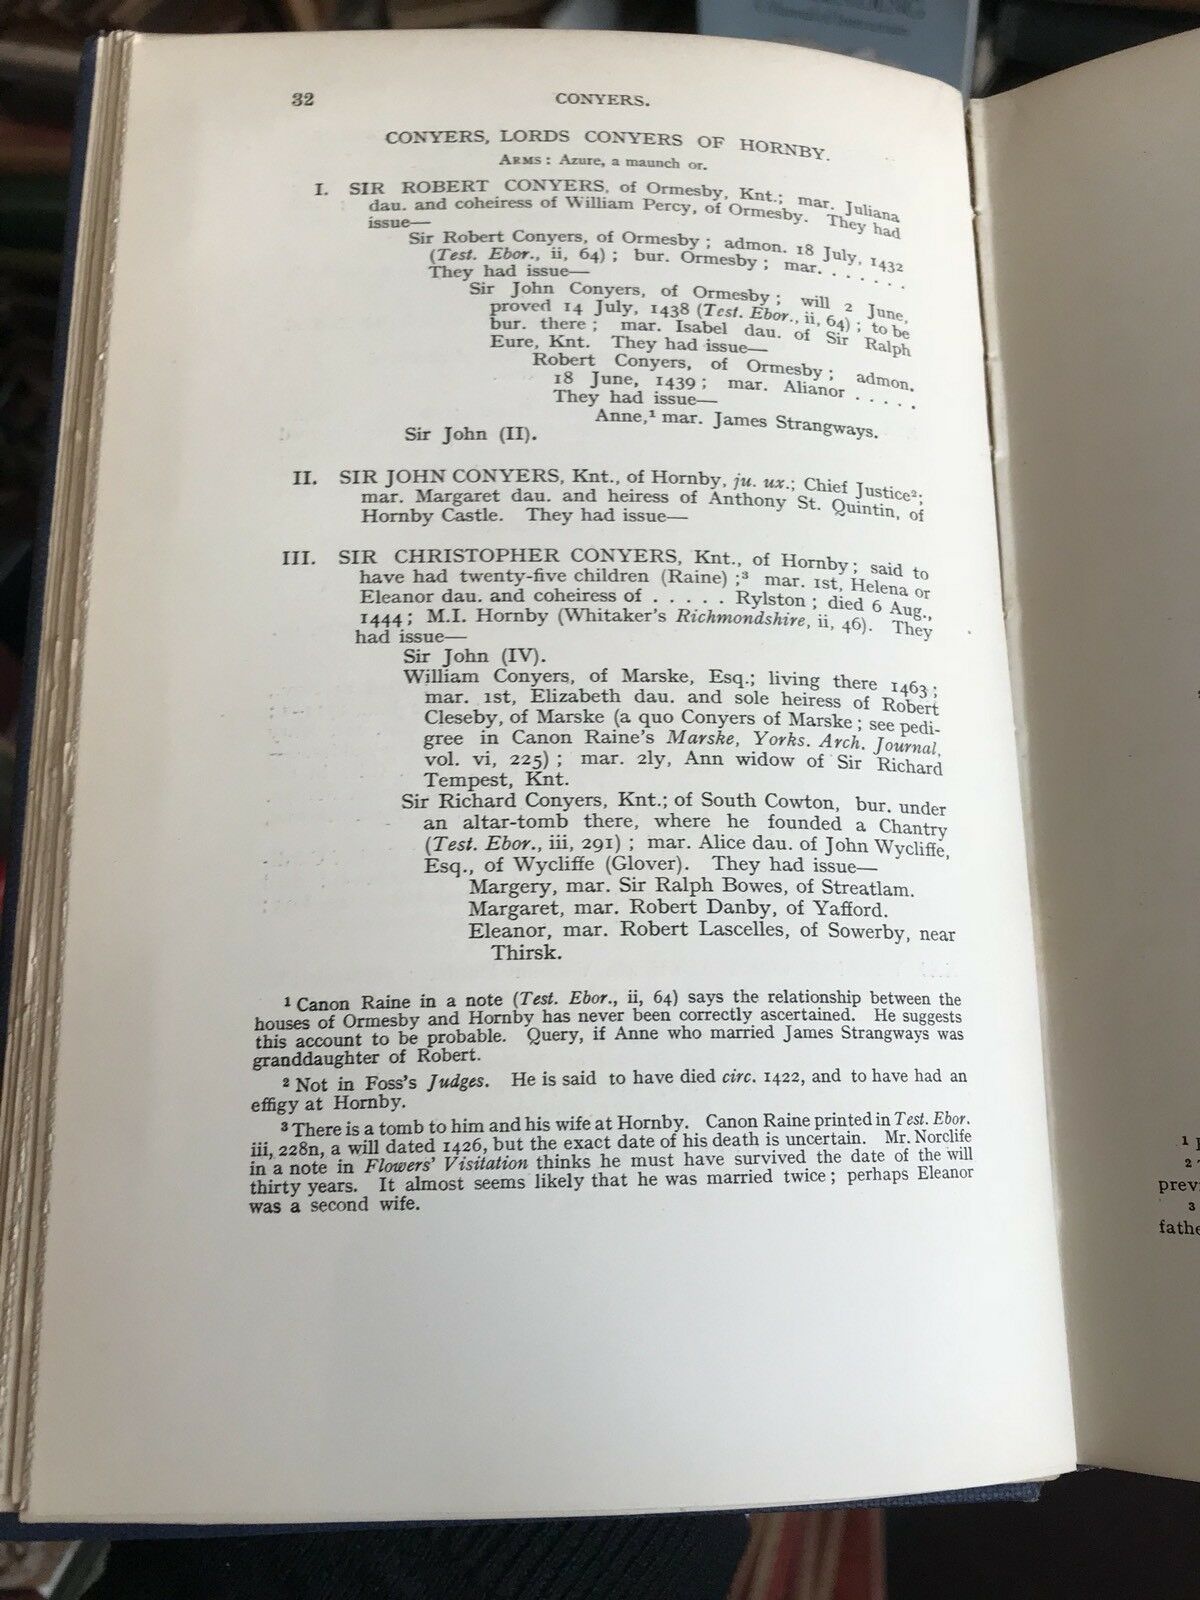 32
CONYERS.
CONYERS, LORDS CONYERS OF HORNBY.
ARMS: Azure, a maunch or.
I. SIR ROBERT CONYERS, of Ormesby, Knt.; mar. Juliana
dau. and coheiress of William Percy, of Ormesby. They had
issue—
Sir Robert Conyers, of Ormesby; admon. 18 July, 1432
(Test. Ebor., ii, 64); bur. Ormesby; mar. . . . . . .
They had issue—
Sir John Conyers, of Ormesby; will 2 June,
proved 14 July, 1438 (Test. Ebor., ii, 64); to be
bur. there; mar. Isabel dau. of Sir Ralph
Eure, Knt. They had issue—
Robert Conyers, of Ormesby; admon.
18 June, 1439; mar. Alianor . . . . .
They had issue—
Anne,¹ mar. James Strangways.
Sir John (II).
II. SIR JOHN CONYERS, Knt., of Hornby, ju. ux.; Chief Justice²;
mar. Margaret dau. and heiress of Anthony St. Quintin, of
Hornby Castle. They had issue—
III. SIR CHRISTOPHER CONYERS, Knt., of Hornby; said to
have had twenty-five children (Raine);³ mar. 1st, Helena or
Eleanor dau. and coheiress of . . . . . Rylston; died 6 Aug.,
1444; M.I. Hornby (Whitaker's Richmondshire, ii, 46). They
had issue—
Sir John (IV).
William Conyers, of Marske, Esq.; living there 1463;
mar. 1st, Elizabeth dau. and sole heiress of Robert
Cleseby, of Marske (a quo Conyers of Marske; see pedi-
gree in Canon Raine's Marske, Yorks. Arch. Journal,
vol. vi, 225); mar. 2ly, Ann widow of Sir Richard
Tempest, Knt.
Sir Richard Conyers, Knt.; of South Cowton, bur. under
an altar-tomb there, where he founded a Chantry
(Test. Ebor., iii, 291); mar. Alice dau. of John Wycliffe,
Esq., of Wycliffe (Glover). They had issue—
Margery, mar. Sir Ralph Bowes, of Streatlam.
Margaret, mar. Robert Danby, of Yafford.
Eleanor, mar. Robert Lascelles, of Sowerby, near
Thirsk.
¹ Canon Raine in a note (Test. Ebor., ii, 64) says the relationship between the
houses of Ormesby and Hornby has never been correctly ascertained. He suggests
this account to be probable. Query, if Anne who married James Strangways was
granddaughter of Robert.
² Not in Foss's Judges. He is said to have died circ. 1422, and to have had an
effigy at Hornby.
³ There is a tomb to him and his wife at Hornby. Canon Raine printed in Test. Ebor.
iii, 228n, a will dated 1426, but the exact date of his death is uncertain. Mr. Norclife
in a note in Flowers' Visitation thinks he must have survived the date of the will
thirty years. It almost seems likely that he was married twice; perhaps Eleanor
was a second wife.
1
2
previ
3
fathe